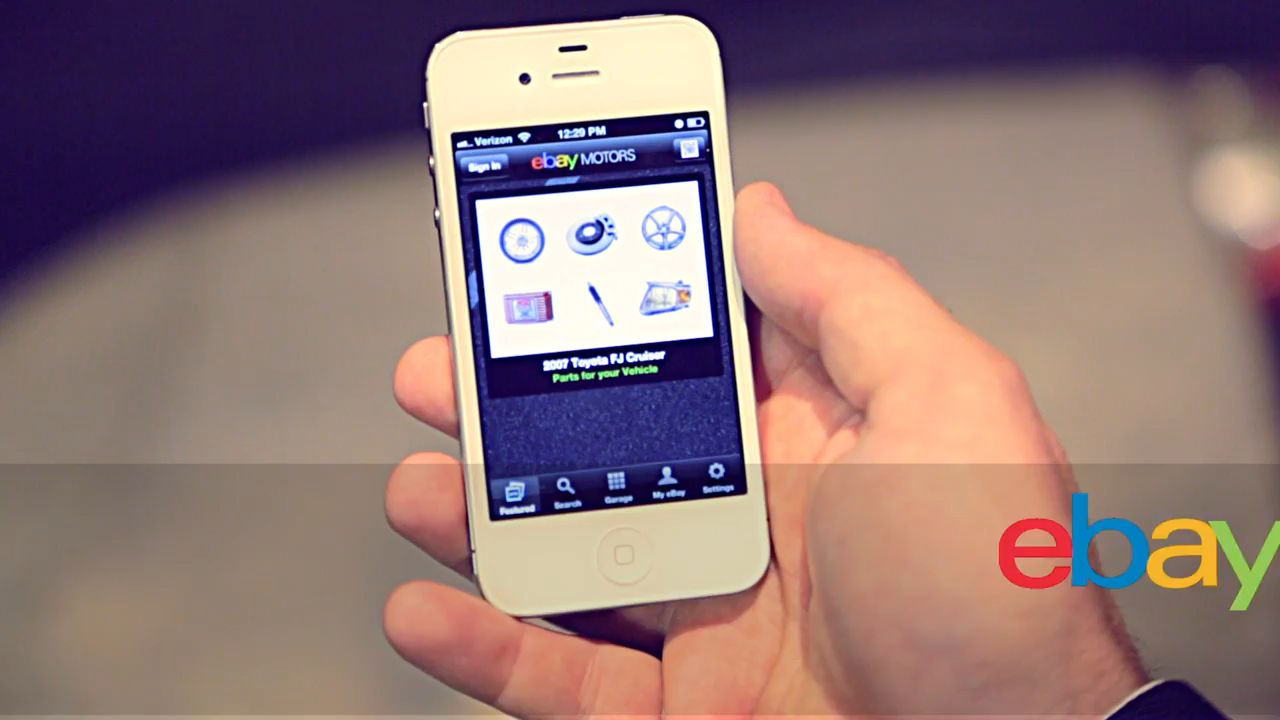 Verizon 12:29 PM
Sign In ebay MOTORS
2007 Toyota FJ Cruiser
Parts for your Vehicle
Featured Search Garage My eBay Settings
ebay